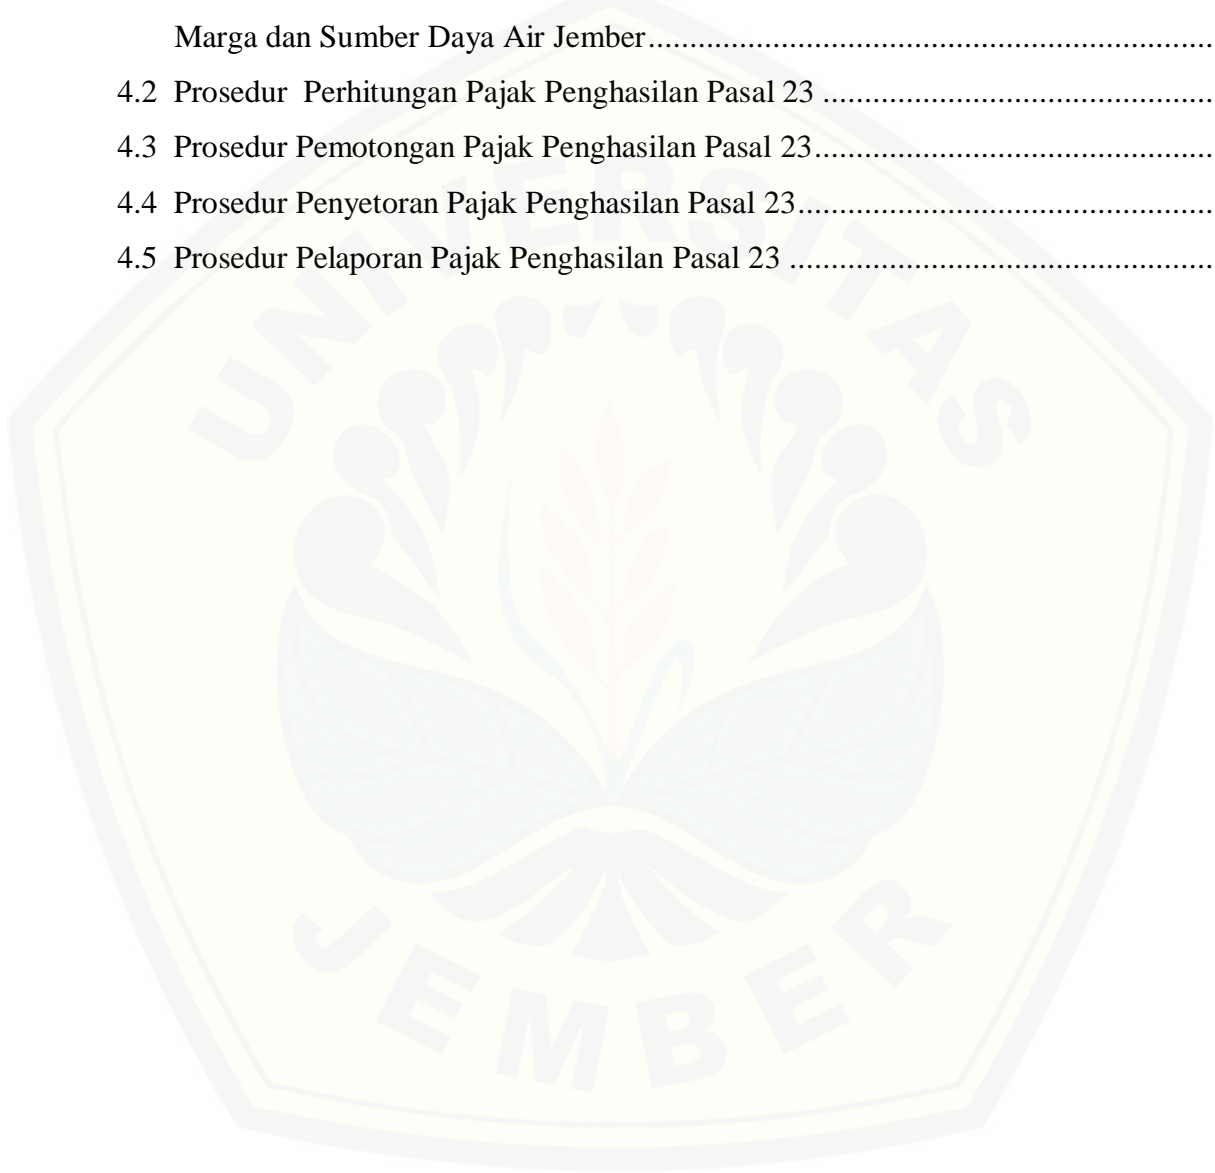 Marga dan Sumber Daya Air Jember......................................................................
4.2 Prosedur Perhitungan Pajak Penghasilan Pasal 23 ................................................
4.3 Prosedur Pemotongan Pajak Penghasilan Pasal 23.................................................
4.4 Prosedur Penyetoran Pajak Penghasilan Pasal 23...................................................
4.5 Prosedur Pelaporan Pajak Penghasilan Pasal 23 ....................................................
UNIVERSITAS
JEMBER